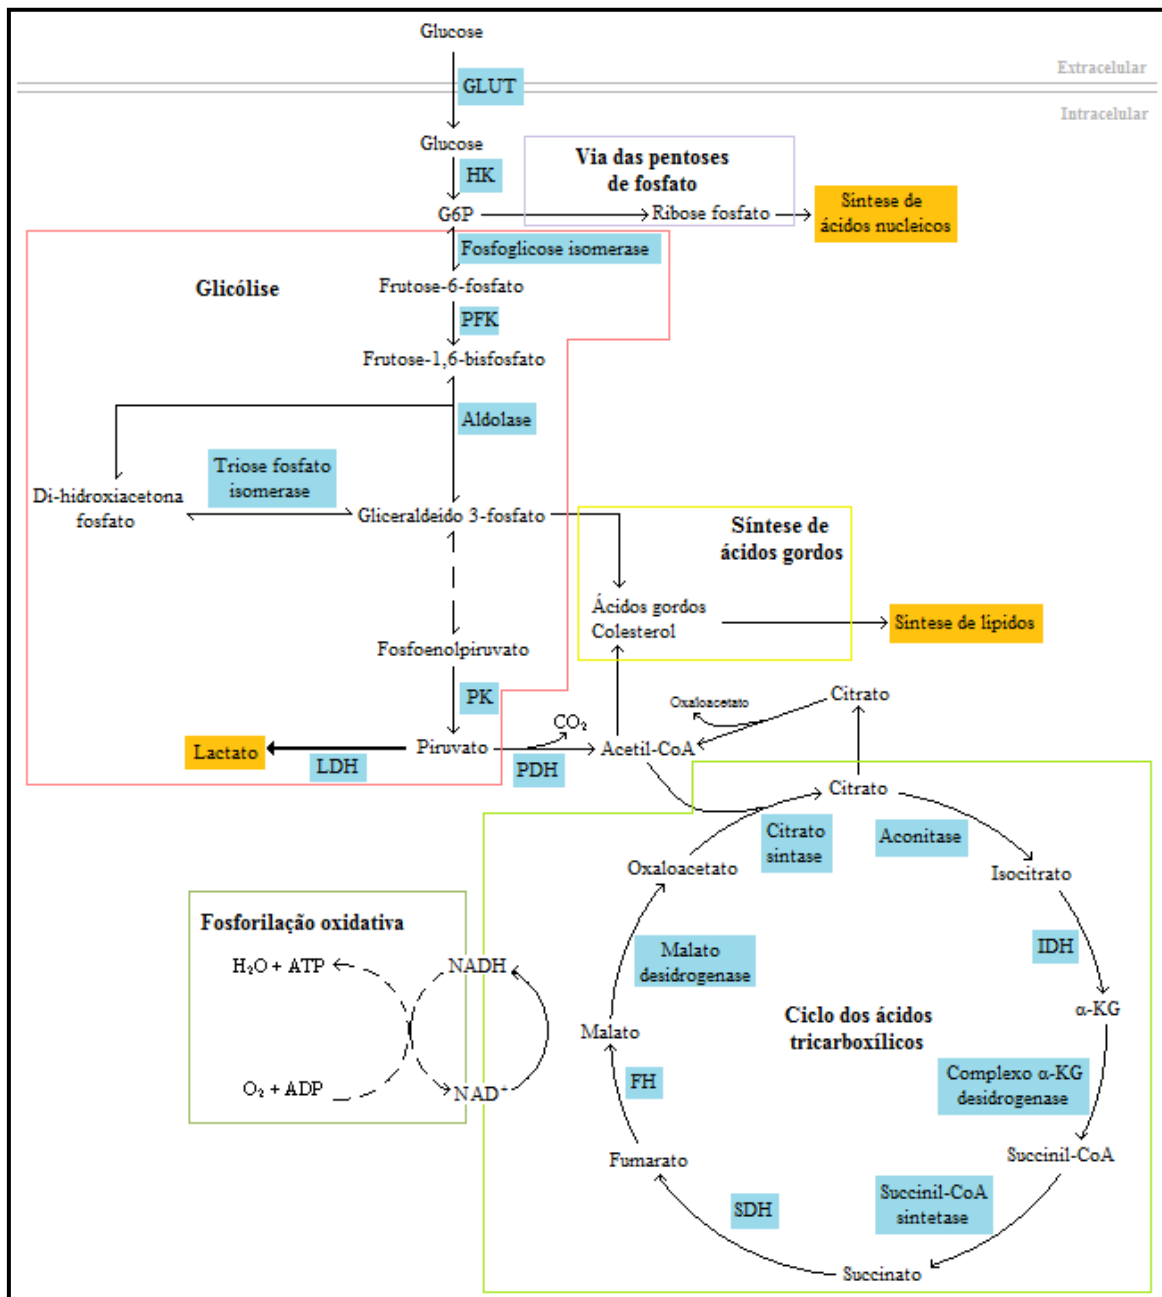 Glucose
Extracelular
GLUT
Intracelular
Glucose
HK
Via das pentoses
de fosfato
G6P
Ribose fosfato
Síntese de
ácidos nucleicos
Fosfoglicose isomerase
Glicólise
Frutose-6-fosfato
PFK
Frutose-1,6-bisfosfato
Aldolase
Triose fosfato
isomerase
Di-hidroxiacetona
fosfato
Gliceraldeido 3-fosfato
Síntese de
ácidos gordos
Ácidos gordos
Colesterol
Síntese de lípidos
Fosfoenolpiruvato
PK
Oxaloacetato
Citrato
CO₂
Lactato
LDH
Piruvato
PDH
Acetil-CoA
Citrato
Citrato
sintase
Aconitase
Oxaloacetato
Isocitrato
Fosforilação oxidativa
Malato
desidrogenase
IDH
H₂O + ATP
NADH
α-KG
Ciclo dos ácidos
tricarboxílicos
Malato
O₂ + ADP
NAD⁺
FH
Complexo α-KG
desidrogenase
Fumarato
Succinil-CoA
SDH
Succinil-CoA
sintetase
Succinato